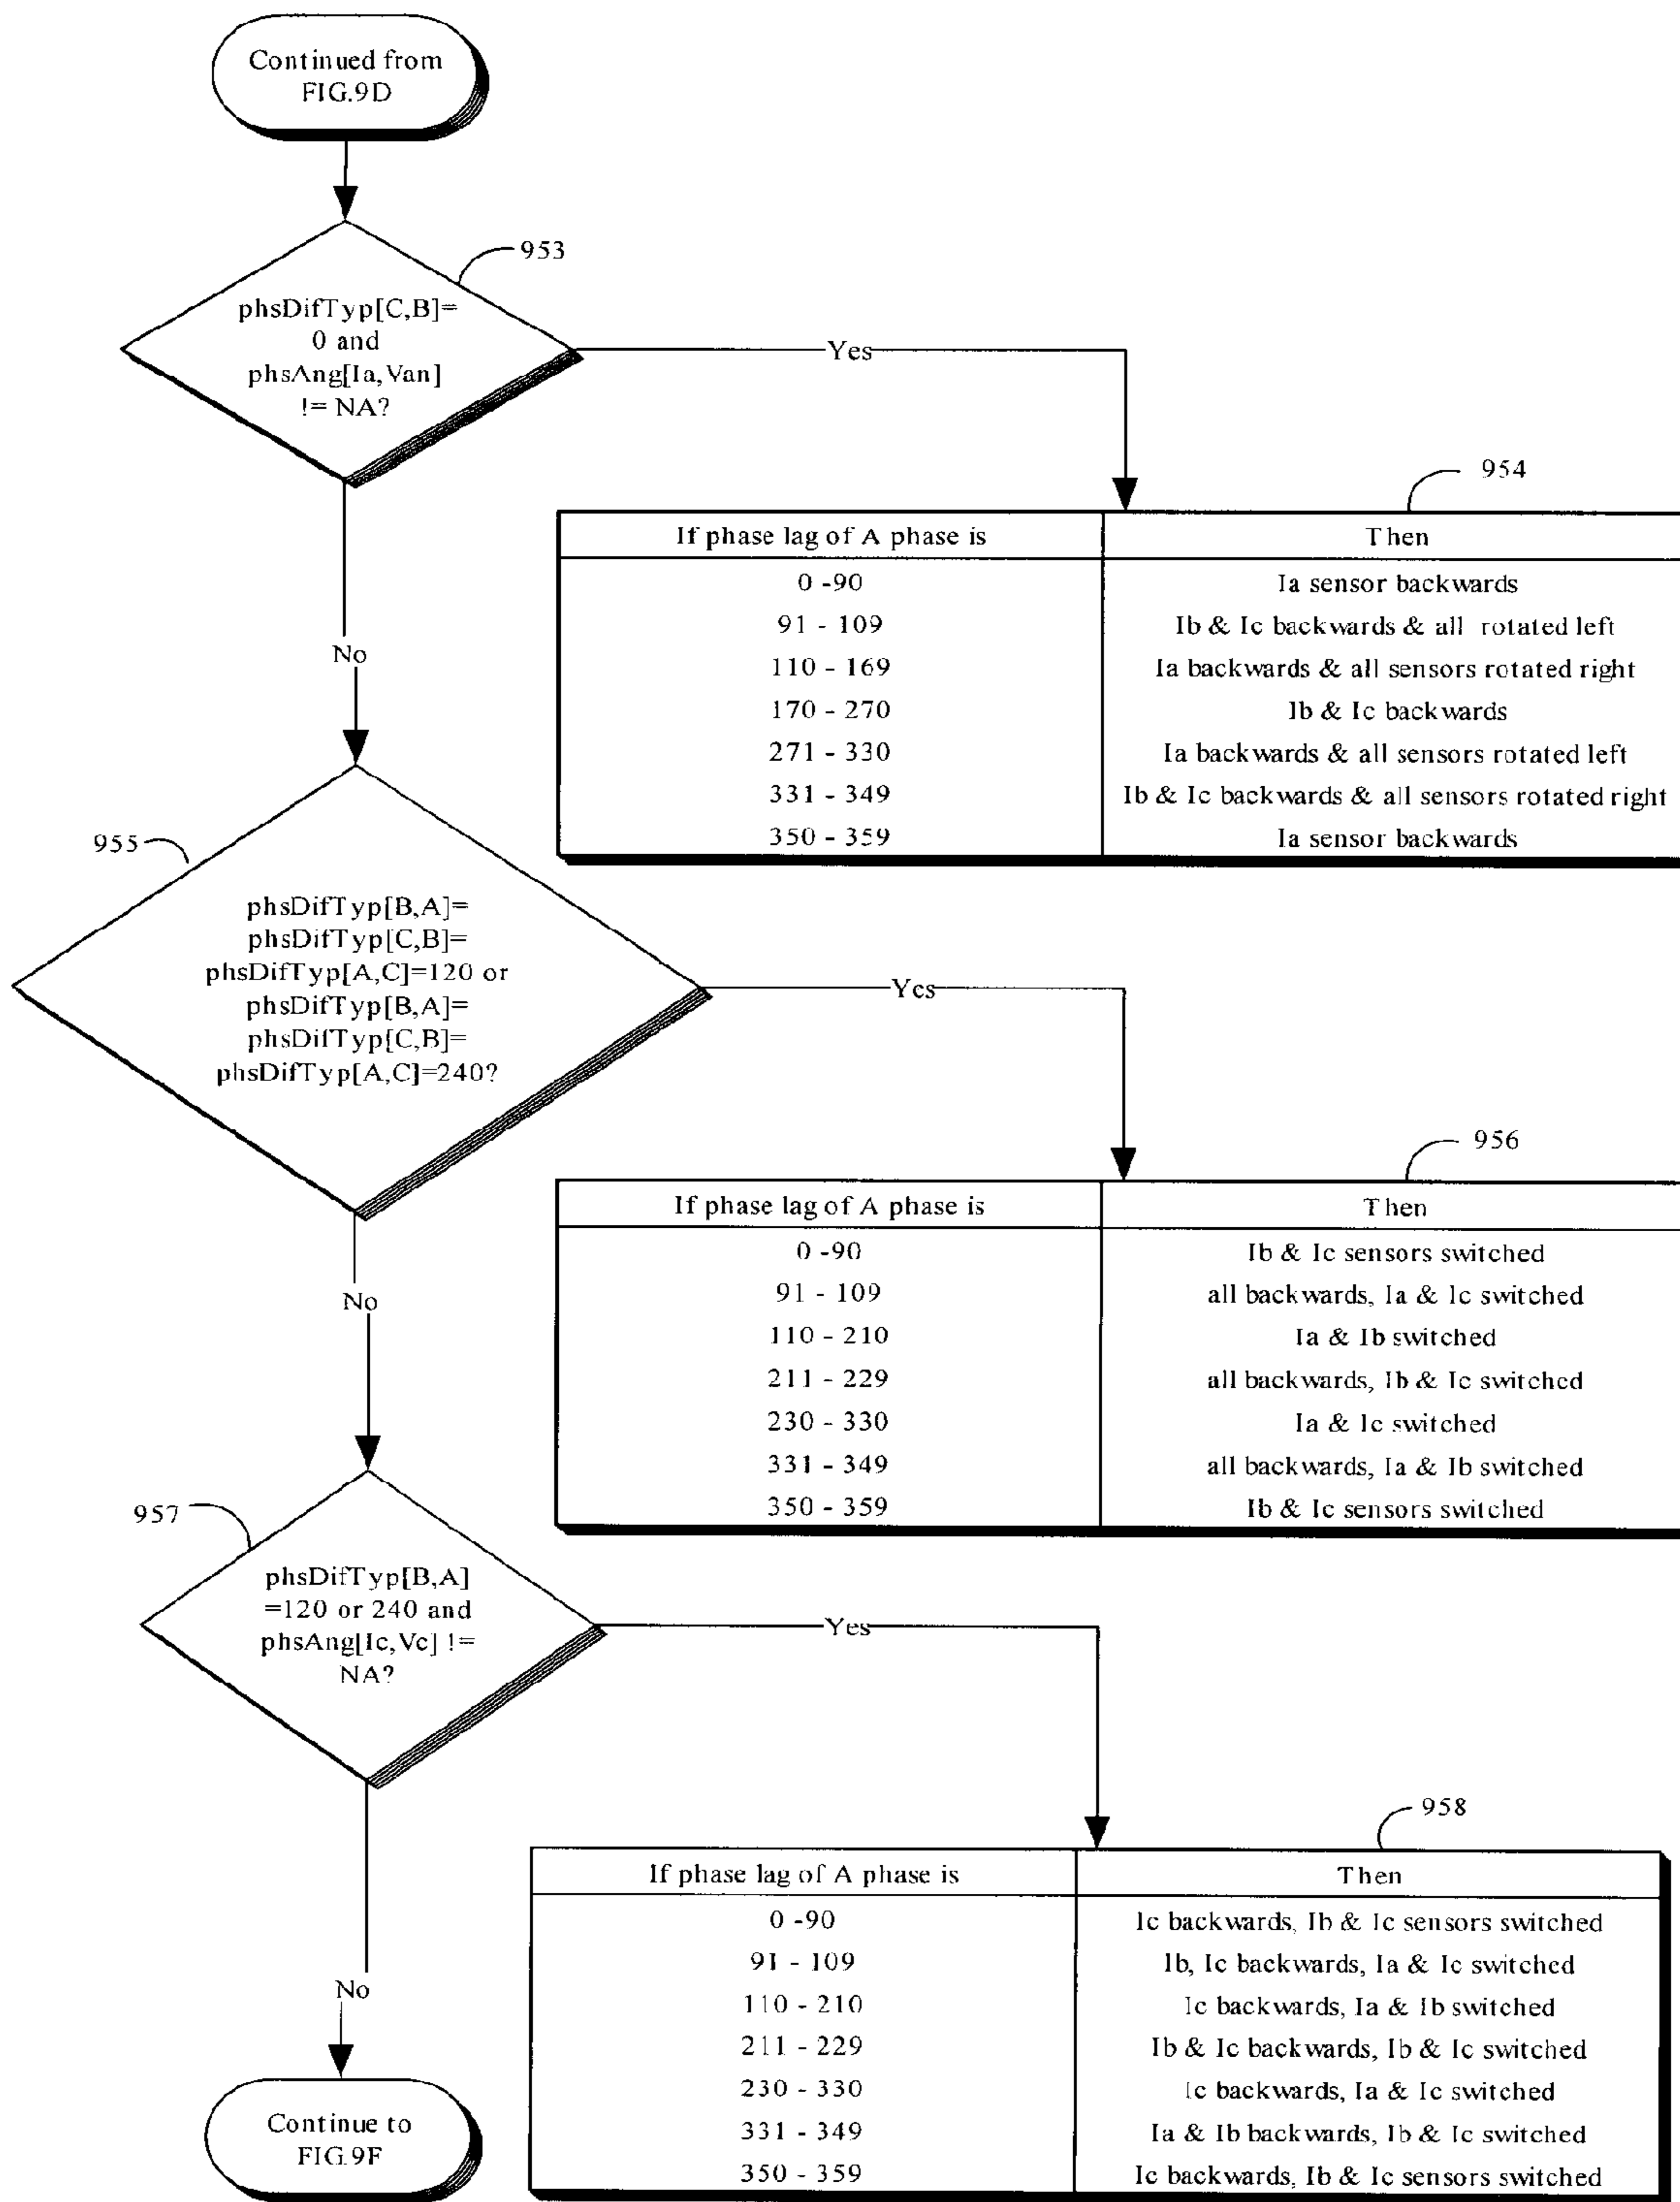 Continued from
FIG.9D
953
phsDifTyp[C,B]=
0 and
phsAng[Ia,Van]
!= NA?
Yes
No
954
If phase lag of A phase is Then
0 -90 Ia sensor backwards
91 - 109 Ib & Ic backwards & all rotated left
110 - 169 Ia backwards & all sensors rotated right
170 - 270 Ib & Ic backwards
271 - 330 Ia backwards & all sensors rotated left
331 - 349 Ib & Ic backwards & all sensors rotated right
350 - 359 Ia sensor backwards
955
phsDifTyp[B,A]=
phsDifTyp[C,B]=
phsDifTyp[A,C]=120 or
phsDifTyp[B,A]=
phsDifTyp[C,B]=
phsDifTyp[A,C]=240?
Yes
No
956
If phase lag of A phase is Then
0 -90 Ib & Ic sensors switched
91 - 109 all backwards, Ia & Ic switched
110 - 210 Ia & Ib switched
211 - 229 all backwards, Ib & Ic switched
230 - 330 Ia & Ic switched
331 - 349 all backwards, Ia & Ib switched
350 - 359 Ib & Ic sensors switched
957
phsDifTyp[B,A]
=120 or 240 and
phsAng[Ic,Vc] !=
NA?
Yes
No
958
If phase lag of A phase is Then
0 -90 Ic backwards, Ib & Ic sensors switched
91 - 109 Ib, Ic backwards, Ia & Ic switched
110 - 210 Ic backwards, Ia & Ib switched
211 - 229 Ib & Ic backwards, Ib & Ic switched
230 - 330 Ic backwards, Ia & Ic switched
331 - 349 Ia & Ib backwards, Ib & Ic switched
350 - 359 Ic backwards, Ib & Ic sensors switched
Continue to
FIG.9F